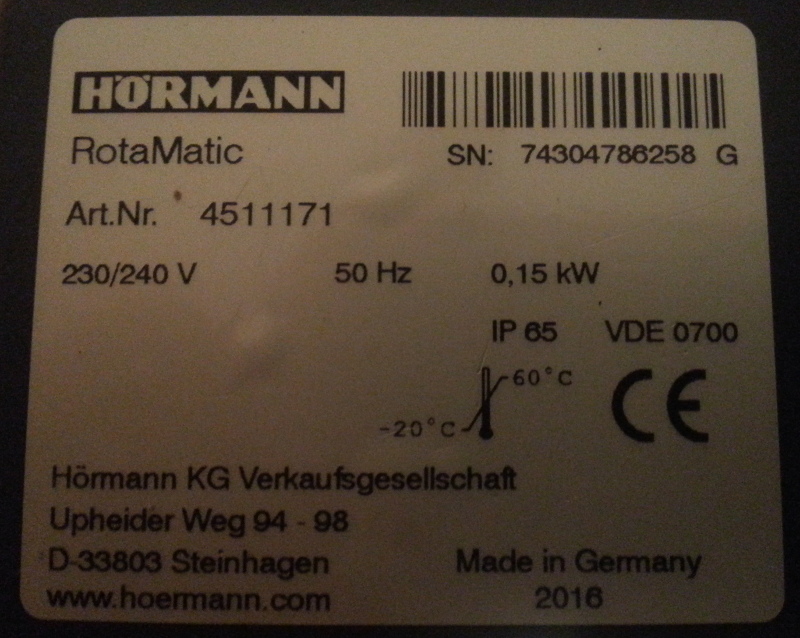 HÖRMANN
RotaMatic
SN: 74304786258 G
Art.Nr. 4511171
230/240 V 50 Hz 0,15 kW
IP 65 VDE 0700
60°C
-20°C
CE
Hörmann KG Verkaufsgesellschaft
Upheider Weg 94 - 98
D-33803 Steinhagen
www.hoermann.com
Made in Germany
2016